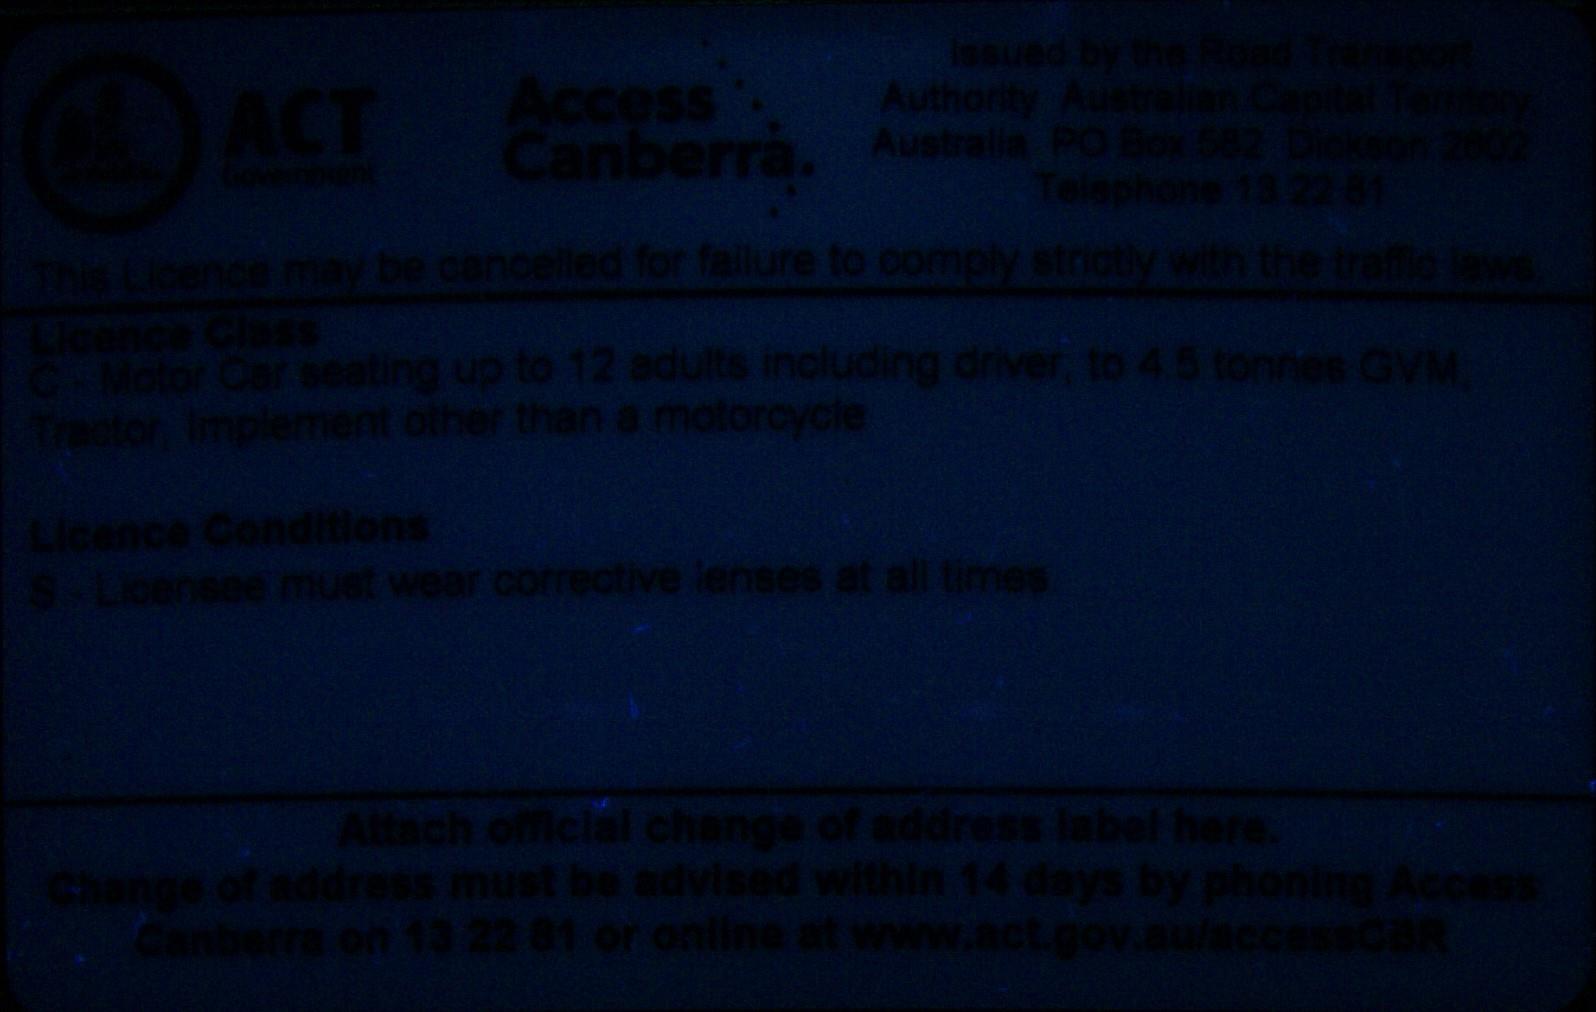 ACT
Government
Access
Canberra.
Issued by the Road Transport
Authority Australian Capital Territory,
Australia PO Box 582 Dickson 2602
Telephone 13 22 81
This Licence may be cancelled for failure to comply strictly with the traffic laws.
Licence Class
C - Motor Car seating up to 12 adults including driver, to 4.5 tonnes GVM,
Tractor, Implement other than a motorcycle
Licence Conditions
S - Licensee must wear corrective lenses at all times
Attach official change of address label here.
Change of address must be advised within 14 days by phoning Access
Canberra on 13 22 81 or online at www.act.gov.au/accessCBR